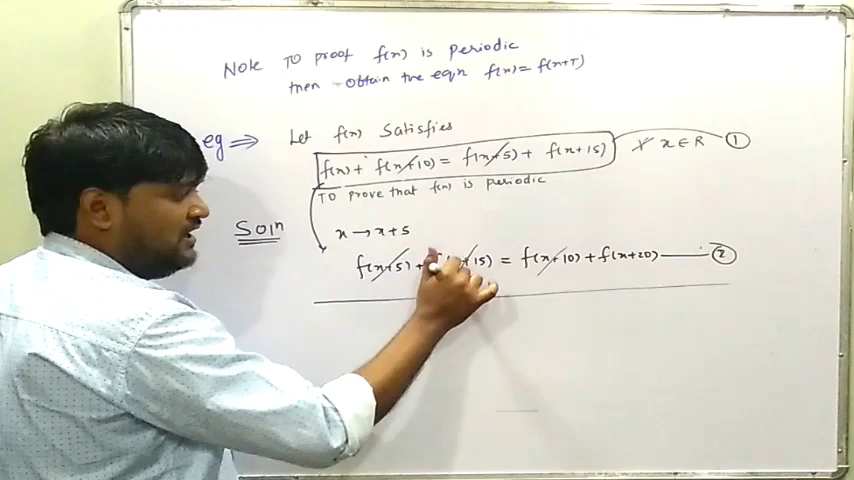 Note To proof f(x) is periodic
then obtain the eqn f(x) = f(x+T)
eg ⇒ Let f(x) Satisfies
f(x) + f(x+10) = f(x+5) + f(x+15) ∀ x ∈ R ①
To prove that f(x) is periodic
Soln
x → x+5
f(x+5) + x+15) = f(x+10) + f(x+20) — ②